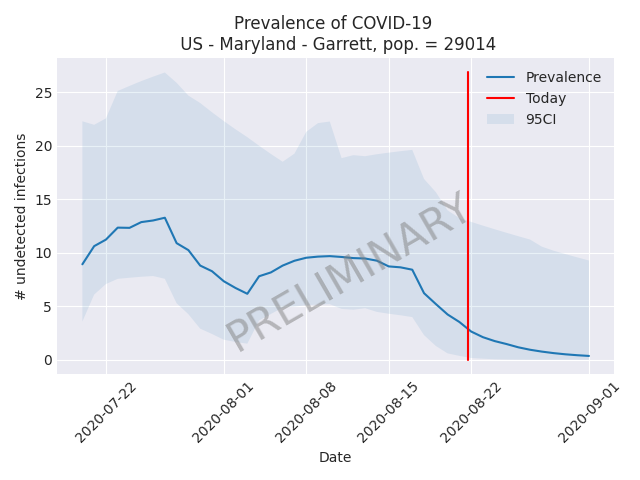 Prevalence of COVID-19
US - Maryland - Garrett, pop. = 29014
Prevalence
Today
95CI
# undetected infections
25
20
15
10
5
0
PRELIMINARY
2020-07-22
2020-08-01
2020-08-08
2020-08-15
2020-08-22
2020-09-01
Date